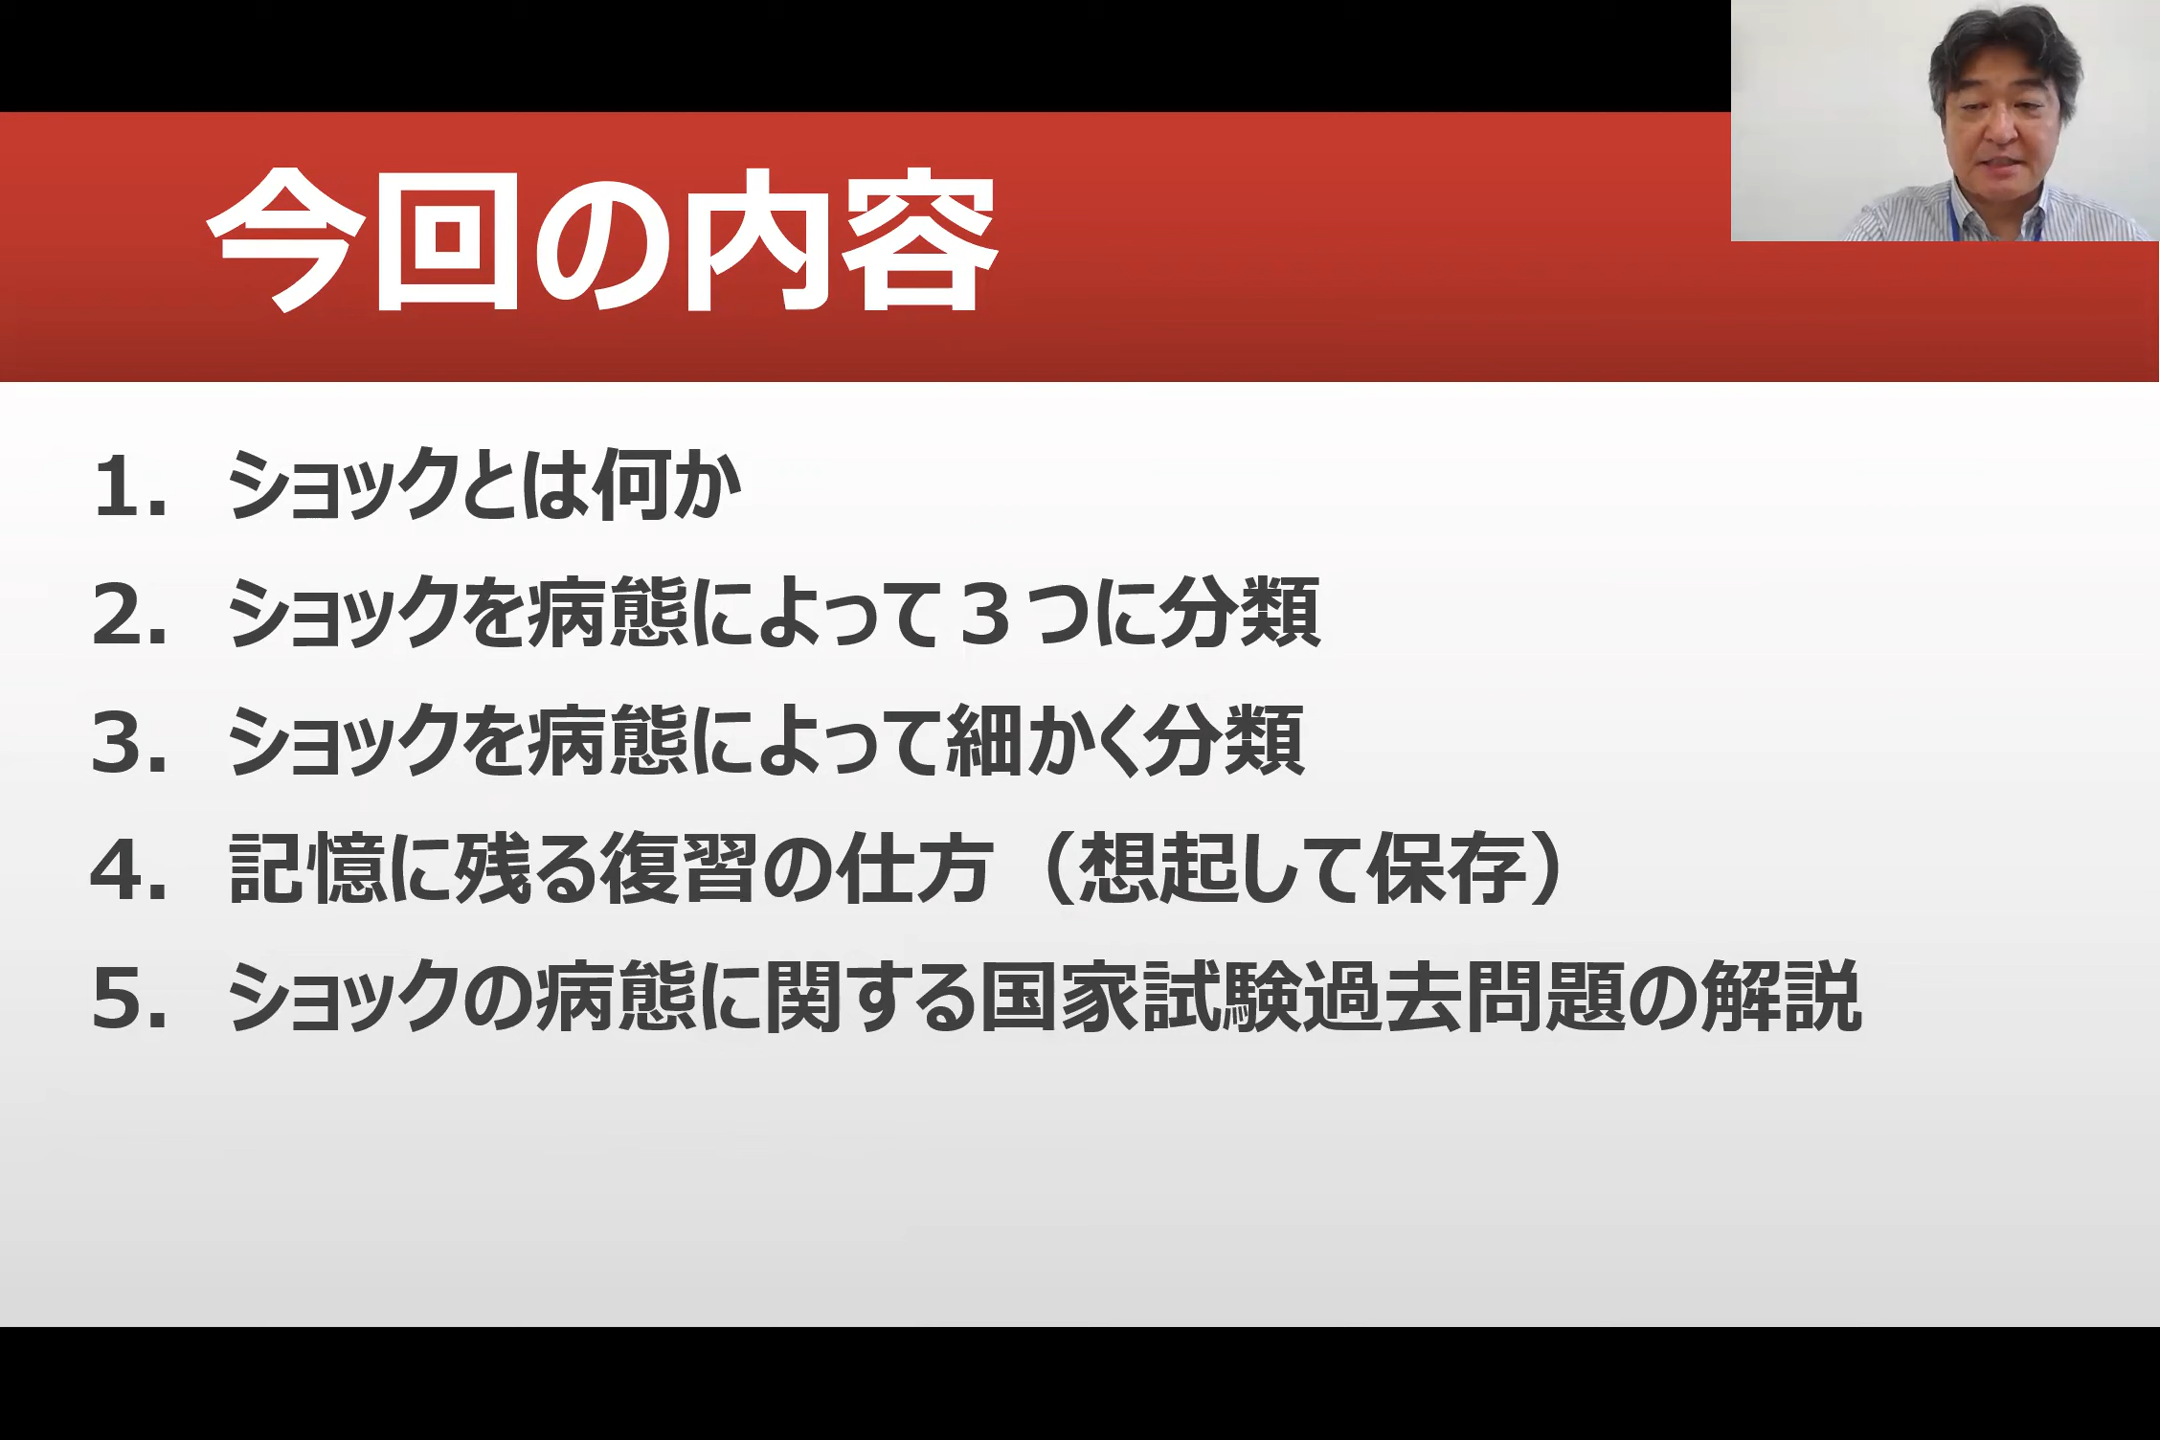 今回の内容
1. ショックとは何か
2. ショックを病態によって３つに分類
3. ショックを病態によって細かく分類
4. 記憶に残る復習の仕方（想起して保存）
5. ショックの病態に関する国家試験過去問題の解説